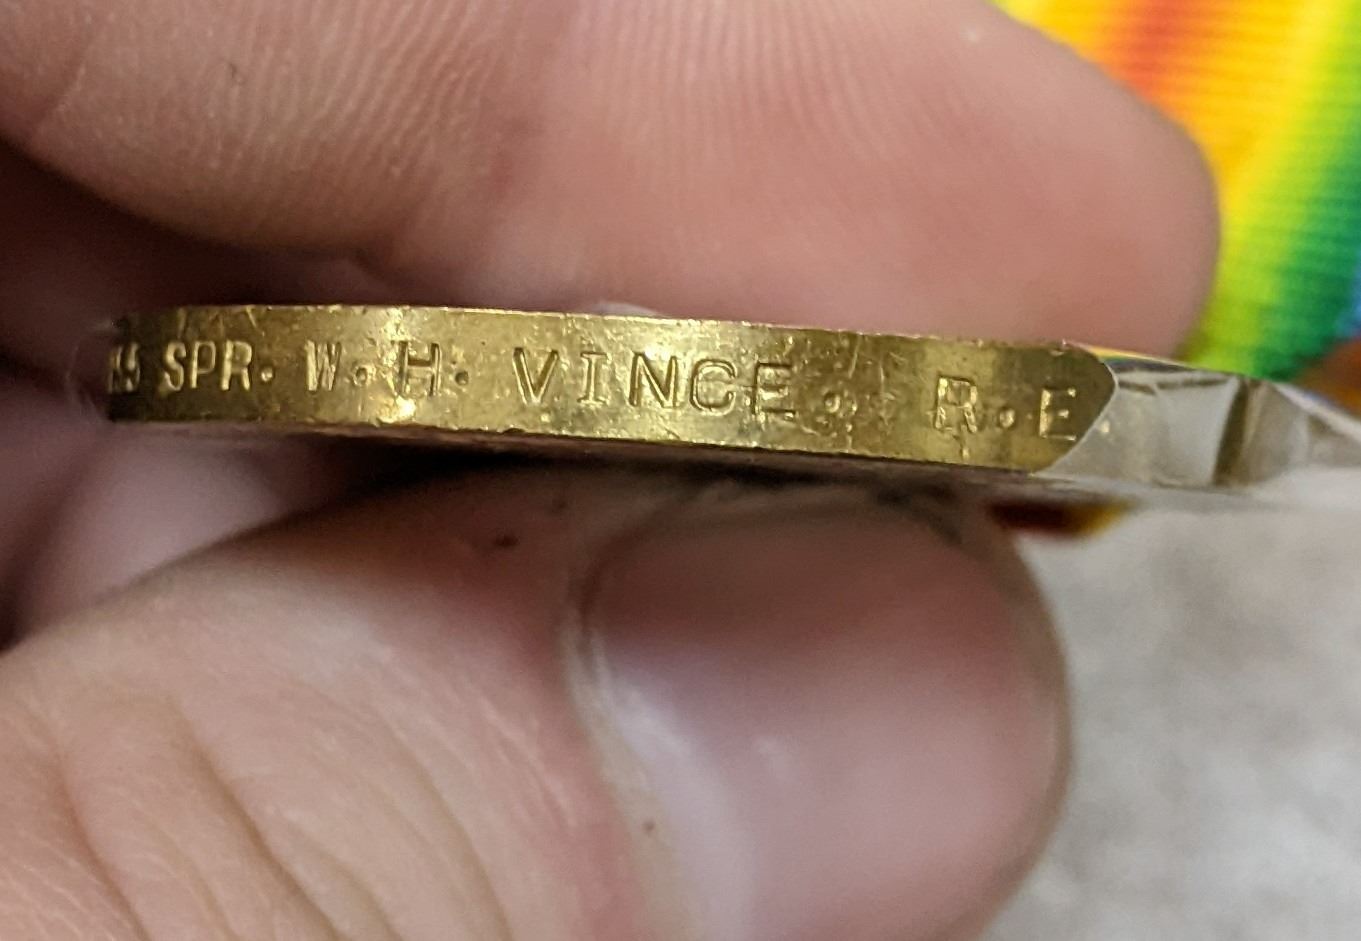 SPR. W. H. VINCE. R.E.